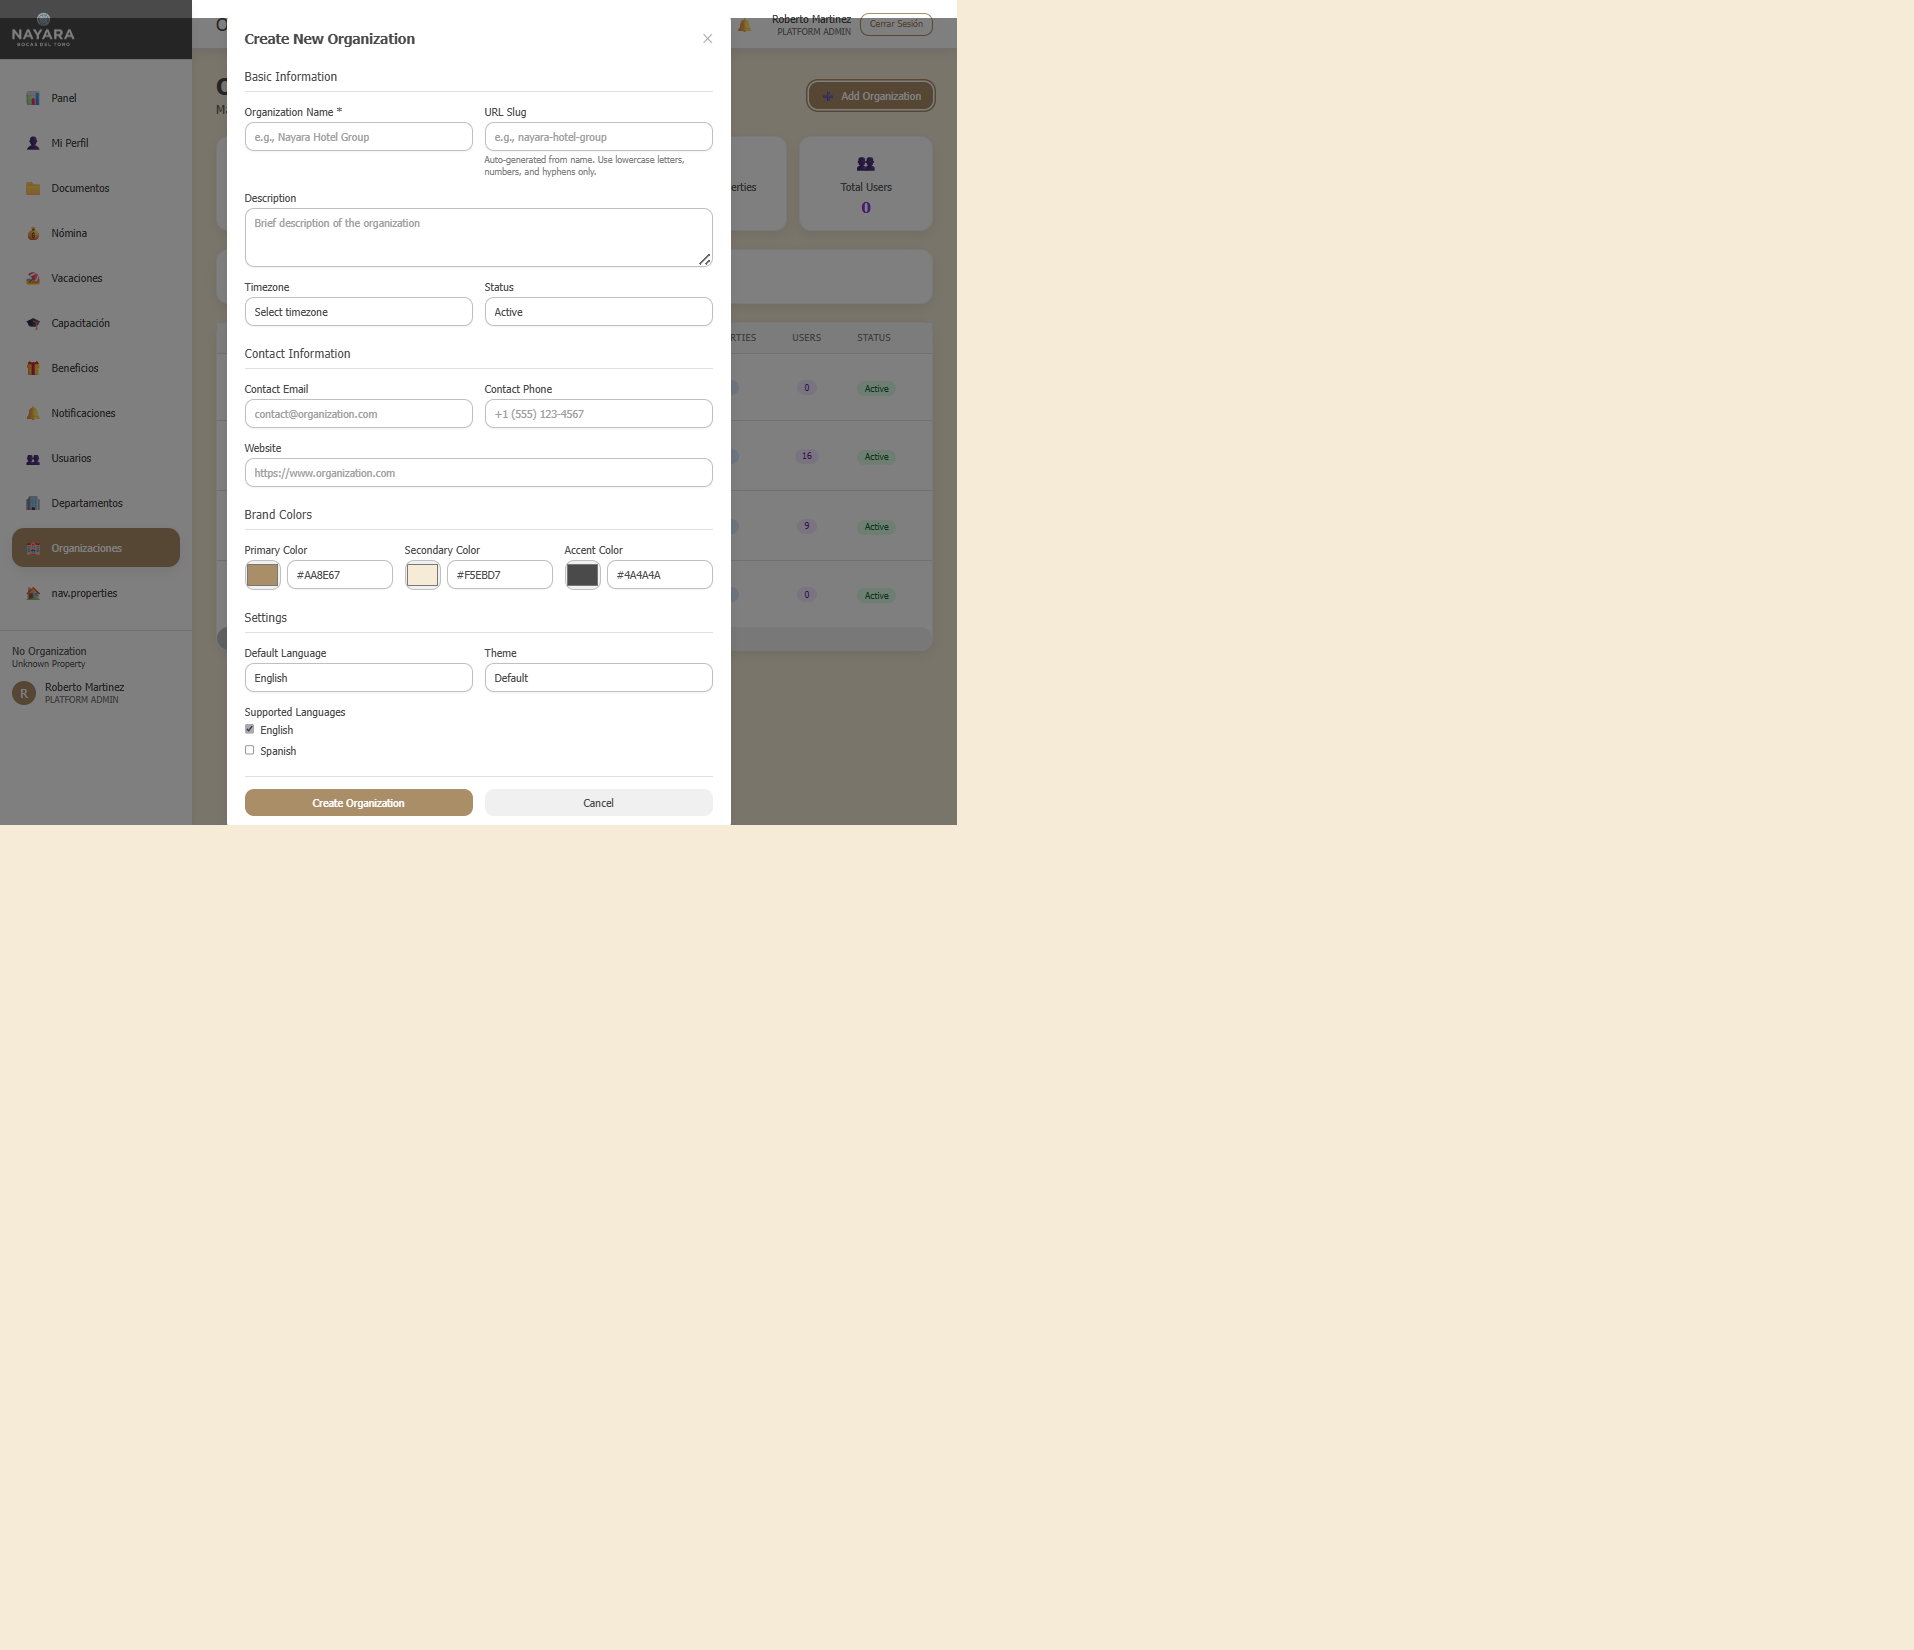 NAYARA
BOCAS DEL TORO
Panel
Mi Perfil
Documentos
Nómina
Vacaciones
Capacitación
Beneficios
Notificaciones
Usuarios
Departamentos
Organizaciones
nav.properties
No Organization
Unknown Property
R
Roberto Martinez
PLATFORM ADMIN
Roberto Martinez
PLATFORM ADMIN
Cerrar Sesión
Add Organization
Total Users
0
USERS
STATUS
0
Active
16
Active
9
Active
0
Active
Create New Organization
Basic Information
Organization Name *
URL Slug
e.g., Nayara Hotel Group
e.g., nayara-hotel-group
Auto-generated from name. Use lowercase letters,
numbers, and hyphens only.
Description
Brief description of the organization
Timezone
Status
Select timezone
Active
Contact Information
Contact Email
Contact Phone
contact@organization.com
+1 (555) 123-4567
Website
https://www.organization.com
Brand Colors
Primary Color
Secondary Color
Accent Color
#AA8E67
#F5EBD7
#4A4A4A
Settings
Default Language
Theme
English
Default
Supported Languages
English
Spanish
Create Organization
Cancel